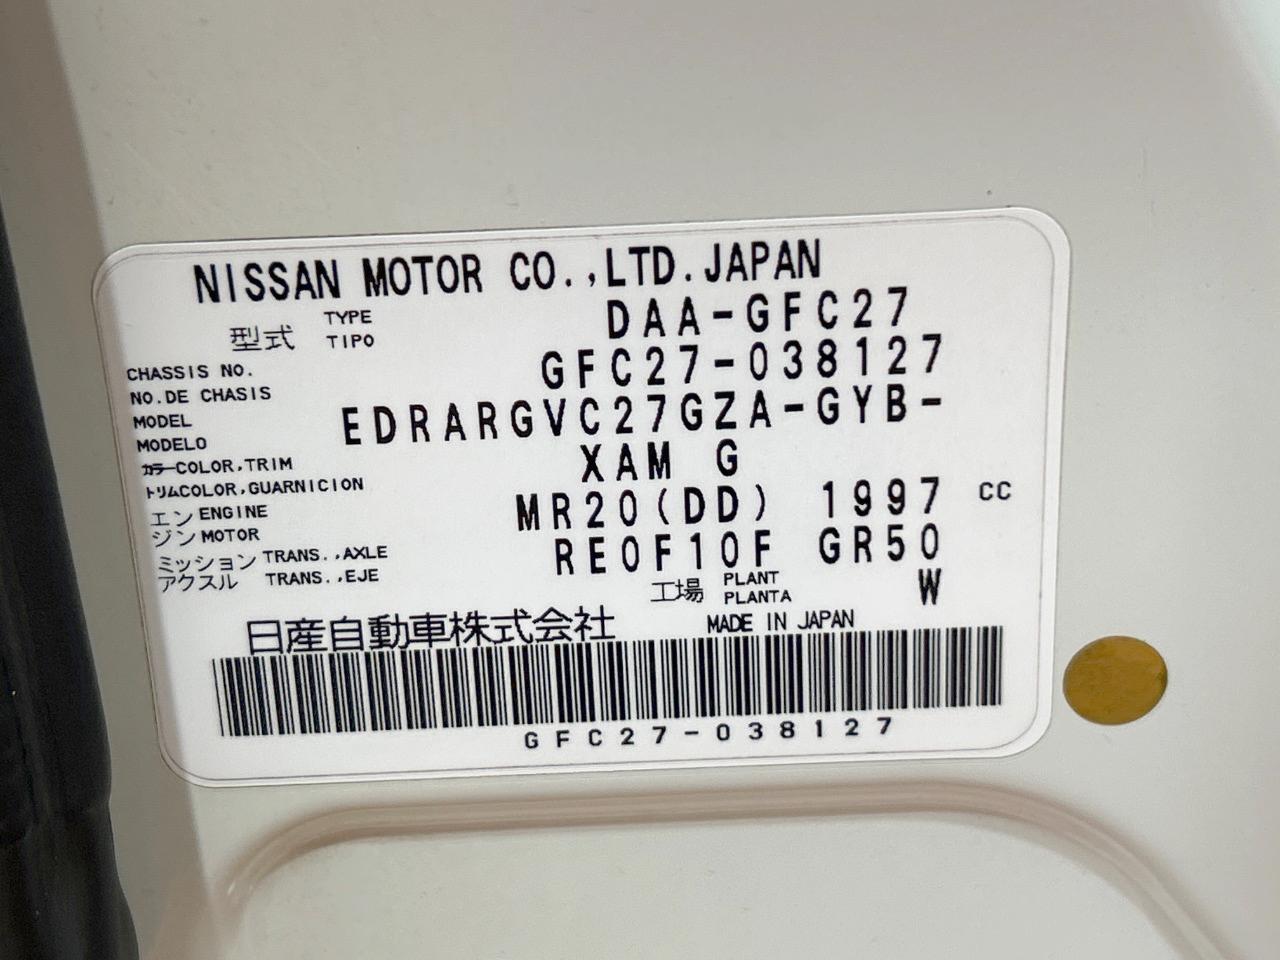 NISSAN MOTOR CO.,LTD.JAPAN
型式 TYPE TIPO DAA-GFC27
CHASSIS NO. NO.DE CHASIS GFC27-038127
MODEL MODELO EDRARGVC27GZA-GYB-
カラー COLOR,TRIM トリム COLOR,GUARNICION XAM G
エンジン ENGINE MOTOR MR20(DD) 1997 CC
ミッション アクスル TRANS.,AXLE TRANS.,EJE RE0F10F GR50
工場 PLANT PLANTA W
日産自動車株式会社 MADE IN JAPAN
GFC27-038127